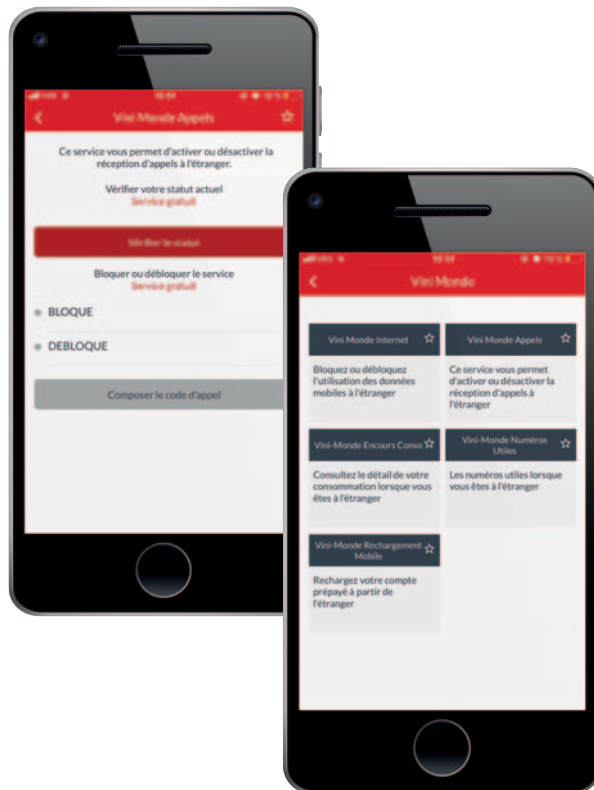 Vini Monde Appels
Ce service vous permet d'activer ou désactiver la
réception d'appels à l'étranger.
Vérifier votre statut actuel
Service gratuit
Vérifier le statut
Bloquer ou débloquer le service
Service gratuit
BLOQUE
DEBLOQUE
Composer le code d'appel
Vini Monde
Vini Monde Internet
Bloquez ou débloquez
l'utilisation des données
mobiles à l'étranger
Vini Monde Appels
Ce service vous permet
d'activer ou désactiver la
réception d'appels à
l'étranger
Vini-Monde Encours Conso
Consultez le détail de votre
consommation lorsque vous
êtes à l'étranger
Vini-Monde Numéros
Utiles
Les numéros utiles lorsque
vous êtes à l'étranger
Vini-Monde Rechargement
Mobile
Rechargez votre compte
prépayé à partir de
l'étranger